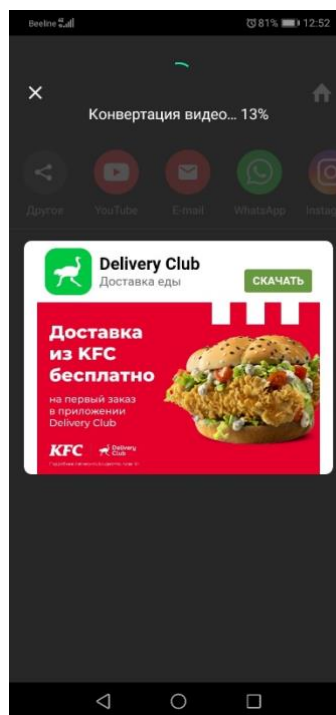 Beeline 81% 12:52
Конвертация видео... 13%
Другое YouTube E-mail WhatsApp Instag
Delivery Club
Доставка еды
СКАЧАТЬ
Доставка
из KFC
бесплатно
на первый заказ
в приложении
Delivery Club
KFC Delivery
Club